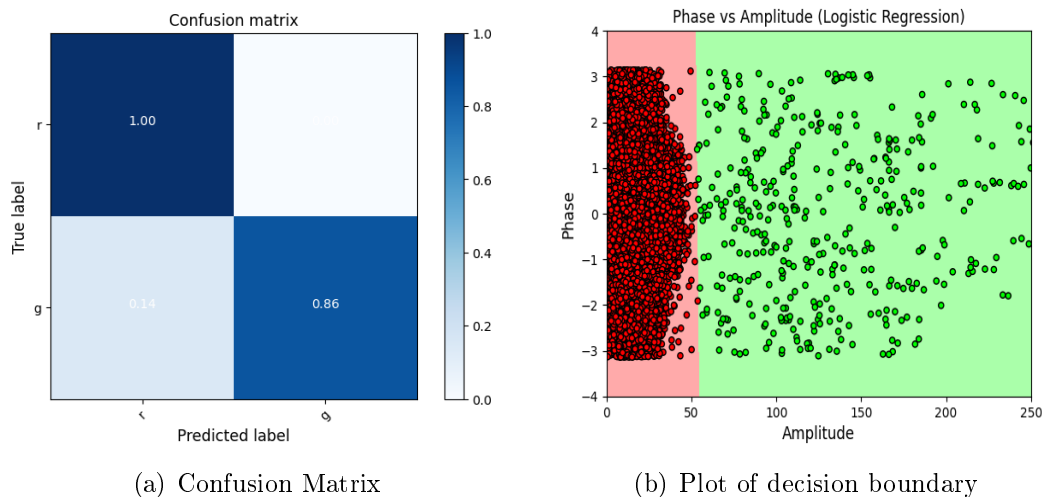 Confusion matrix
True label
r
g
1.00
0.14
0.86
r
g
Predicted label
1.0
0.8
0.6
0.4
0.2
0.0
(a) Confusion Matrix
Phase vs Amplitude (Logistic Regression)
Phase
4
3
2
1
0
−1
−2
−3
−4
0
50
100
150
200
250
Amplitude
(b) Plot of decision boundary